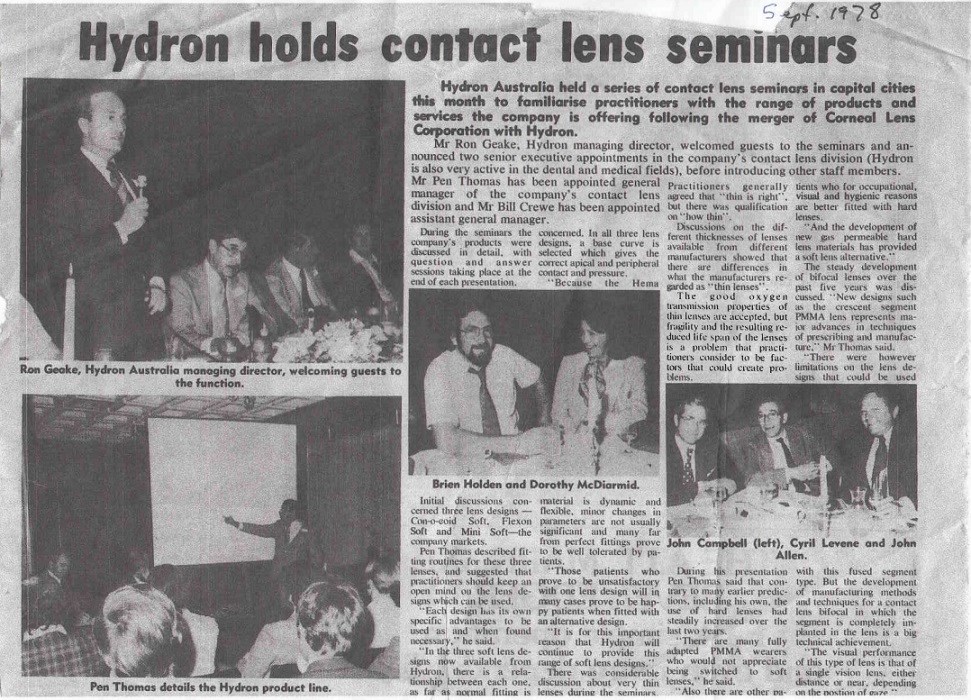 Sept. 1978
Hydron holds contact lens seminars
Hydron Australia held a series of contact lens seminars in capital cities
this month to familiarise practitioners with the range of products and
services the company is offering following the merger of Corneal Lens
Corporation with Hydron.
Mr Ron Geake, Hydron managing director, welcomed guests to the seminars and an-
nounced two senior executive appointments in the company's contact lens division (Hydron
is also very active in the dental and medical fields), before introducing other staff members.
Mr Pen Thomas has been appointed general
manager of the company's contact lens
division and Mr Bill Crewe has been appointed
assistant general manager.
During the seminars the
company's products were
discussed in detail, with
question and answer
sessions taking place at the
end of each presentation.
Initial discussions con-
cerned three lens designs —
Con-o-coid Soft, Flexon
Soft and Mini Soft—the
company markets.
Pen Thomas described fit-
ting routines for these three
lenses, and suggested that
practitioners should keep an
open mind on the lens de-
signs which can be used.
"Each design has its own
specific advantages to be
used as and when found
necessary," he said.
"In the three soft lens de-
signs now available from
Hydron, there is a rela-
tionship between each one,
as far as normal fitting is
concerned. In all three lens
designs, a base curve is
selected which gives the
correct apical and peripheral
contact and pressure.
"Because the Hema
material is dynamic and
flexible, minor changes in
parameters are not usually
significant and many far
from perfect fittings prove
to be well tolerated by pa-
tients.
"Those patients who
prove to be unsatisfactory
with one lens design will in
many cases prove to be hap-
py patients when fitted with
an alternative design.
"It is for this important
reason that Hydron will
continue to provide this
range of soft lens designs."
There was considerable
discussion about very thin
lenses during the seminars.
Practitioners generally
agreed that "thin is right",
but there was qualification
on "how thin".
Discussions on the dif-
ferent thicknesses of lenses
available from different
manufacturers showed that
there are differences in
what the manufacturers re-
garded as "thin lenses".
The good oxygen
transmission properties of
thin lenses are accepted, but
fragility and the resulting re-
duced life span of the lenses
is a problem that practi-
tioners consider to be fac-
tors that could create pro-
blems.
During his presentation
Pen Thomas said that con-
trary to many earlier predic-
tions, including his own, the
use of hard lenses had
steadily increased over the
last two years.
"There are many fully
adapted PMMA wearers
who would not appreciate
being switched to soft
lenses," he said.
"Also there are other pa-
tients who for occupational,
visual and hygienic reasons
are better fitted with hard
lenses.
"And the development of
new gas permeable hard
lens materials has provided
a soft lens alternative."
The steady development
of bifocal lenses over the
past five years was dis-
cussed. "New designs such
as the crescent segment
PMMA lens represents ma-
jor advances in techniques
of prescribing and manufac-
ture," Mr Thomas said.
"There were however
limitations on the lens de-
signs that could be used
with this fused segment
type. But the development
of manufacturing methods
and techniques for a contact
lens bifocal in which the
segment is completely im-
planted in the lens is a big
technical achievement.
"The visual performance
of this type of lens is that of
a single vision lens, either
distance or near, depending
on the position of gaze."
Ron Geake, Hydron Australia managing director, welcoming guests to
the function.
Brien Holden and Dorothy McDiarmid.
John Campbell (left), Cyril Levene and John
Allen.
Pen Thomas details the Hydron product line.